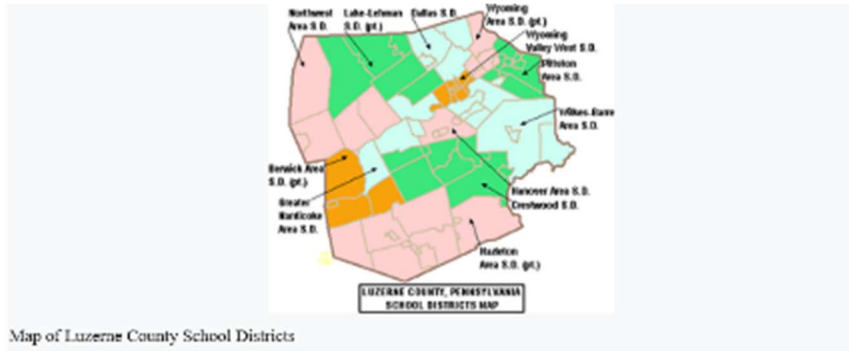 Northwest
Area S.D.
Lake-Lehman
S.D. (pt.)
Dallas S.D.
Wyoming
Area S.D. (pt.)
Wyoming
Valley West S.D.
Pittston
Area S.D.
Wilkes-Barre
Area S.D.
Berwick Area
S.D. (pt.)
Greater
Nanticoke
Area S.D.
Hanover Area S.D.
Crestwood S.D.
Hazleton
Area S.D. (pt.)
LUZERNE COUNTY, PENNSYLVANIA
SCHOOL DISTRICTS MAP
Map of Luzerne County School Districts